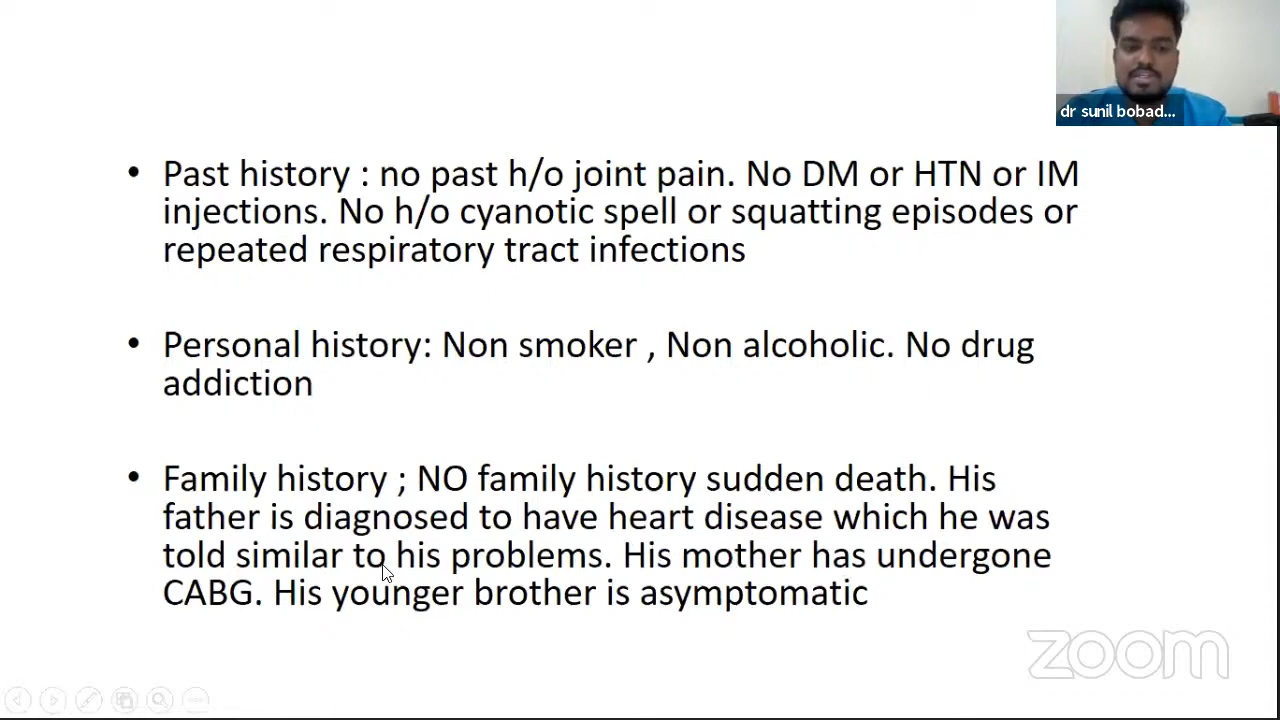 dr sunil bobad...
• Past history : no past h/o joint pain. No DM or HTN or IM
injections. No h/o cyanotic spell or squatting episodes or
repeated respiratory tract infections
• Personal history: Non smoker , Non alcoholic. No drug
addiction
• Family history ; NO family history sudden death. His
father is diagnosed to have heart disease which he was
told similar to his problems. His mother has undergone
CABG. His younger brother is asymptomatic
zoom